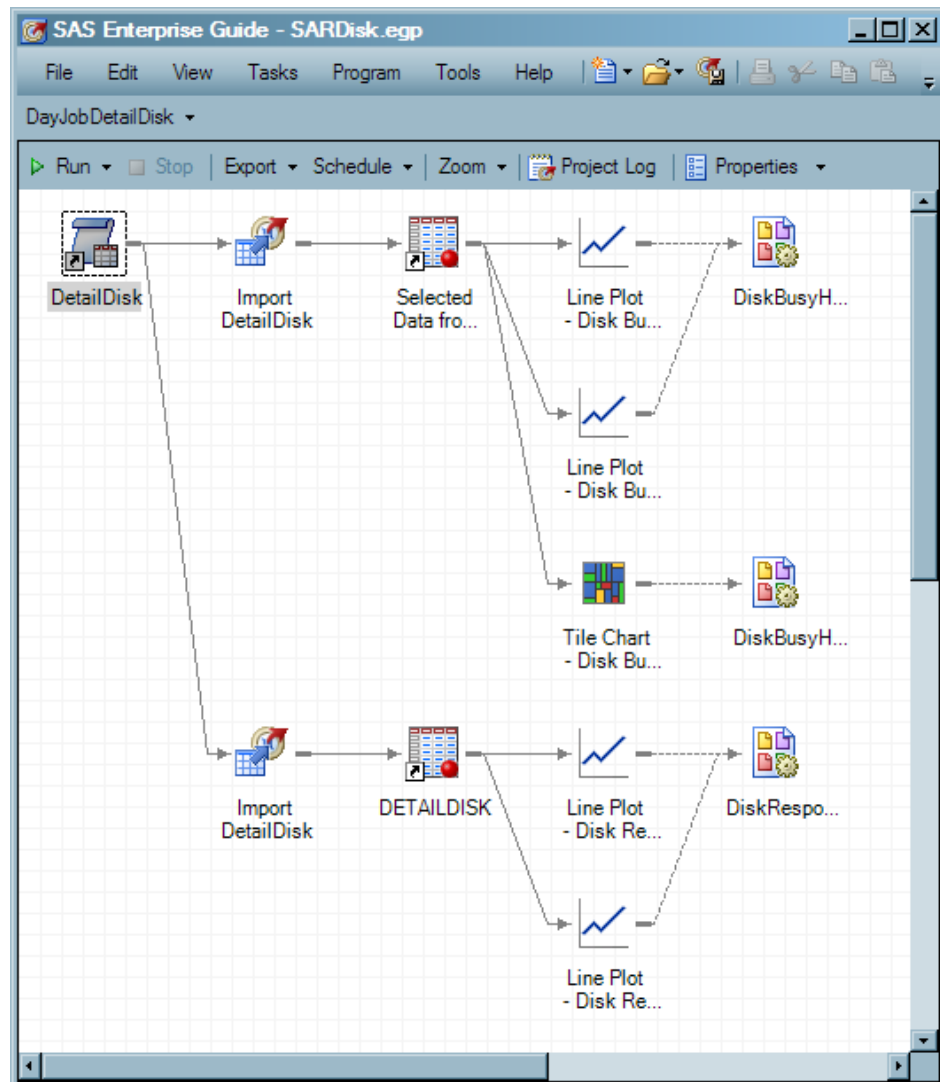 SAS Enterprise Guide - SARDisk.egp
File Edit View Tasks Program Tools Help
DayJobDetailDisk
Run Stop Export Schedule Zoom Project Log Properties
DetailDisk
Import
DetailDisk
Selected
Data fro...
Line Plot
- Disk Bu...
DiskBusyH...
Line Plot
- Disk Bu...
Tile Chart
- Disk Bu...
DiskBusyH...
Import
DetailDisk
DETAILDISK
Line Plot
- Disk Re...
DiskRespo...
Line Plot
- Disk Re...